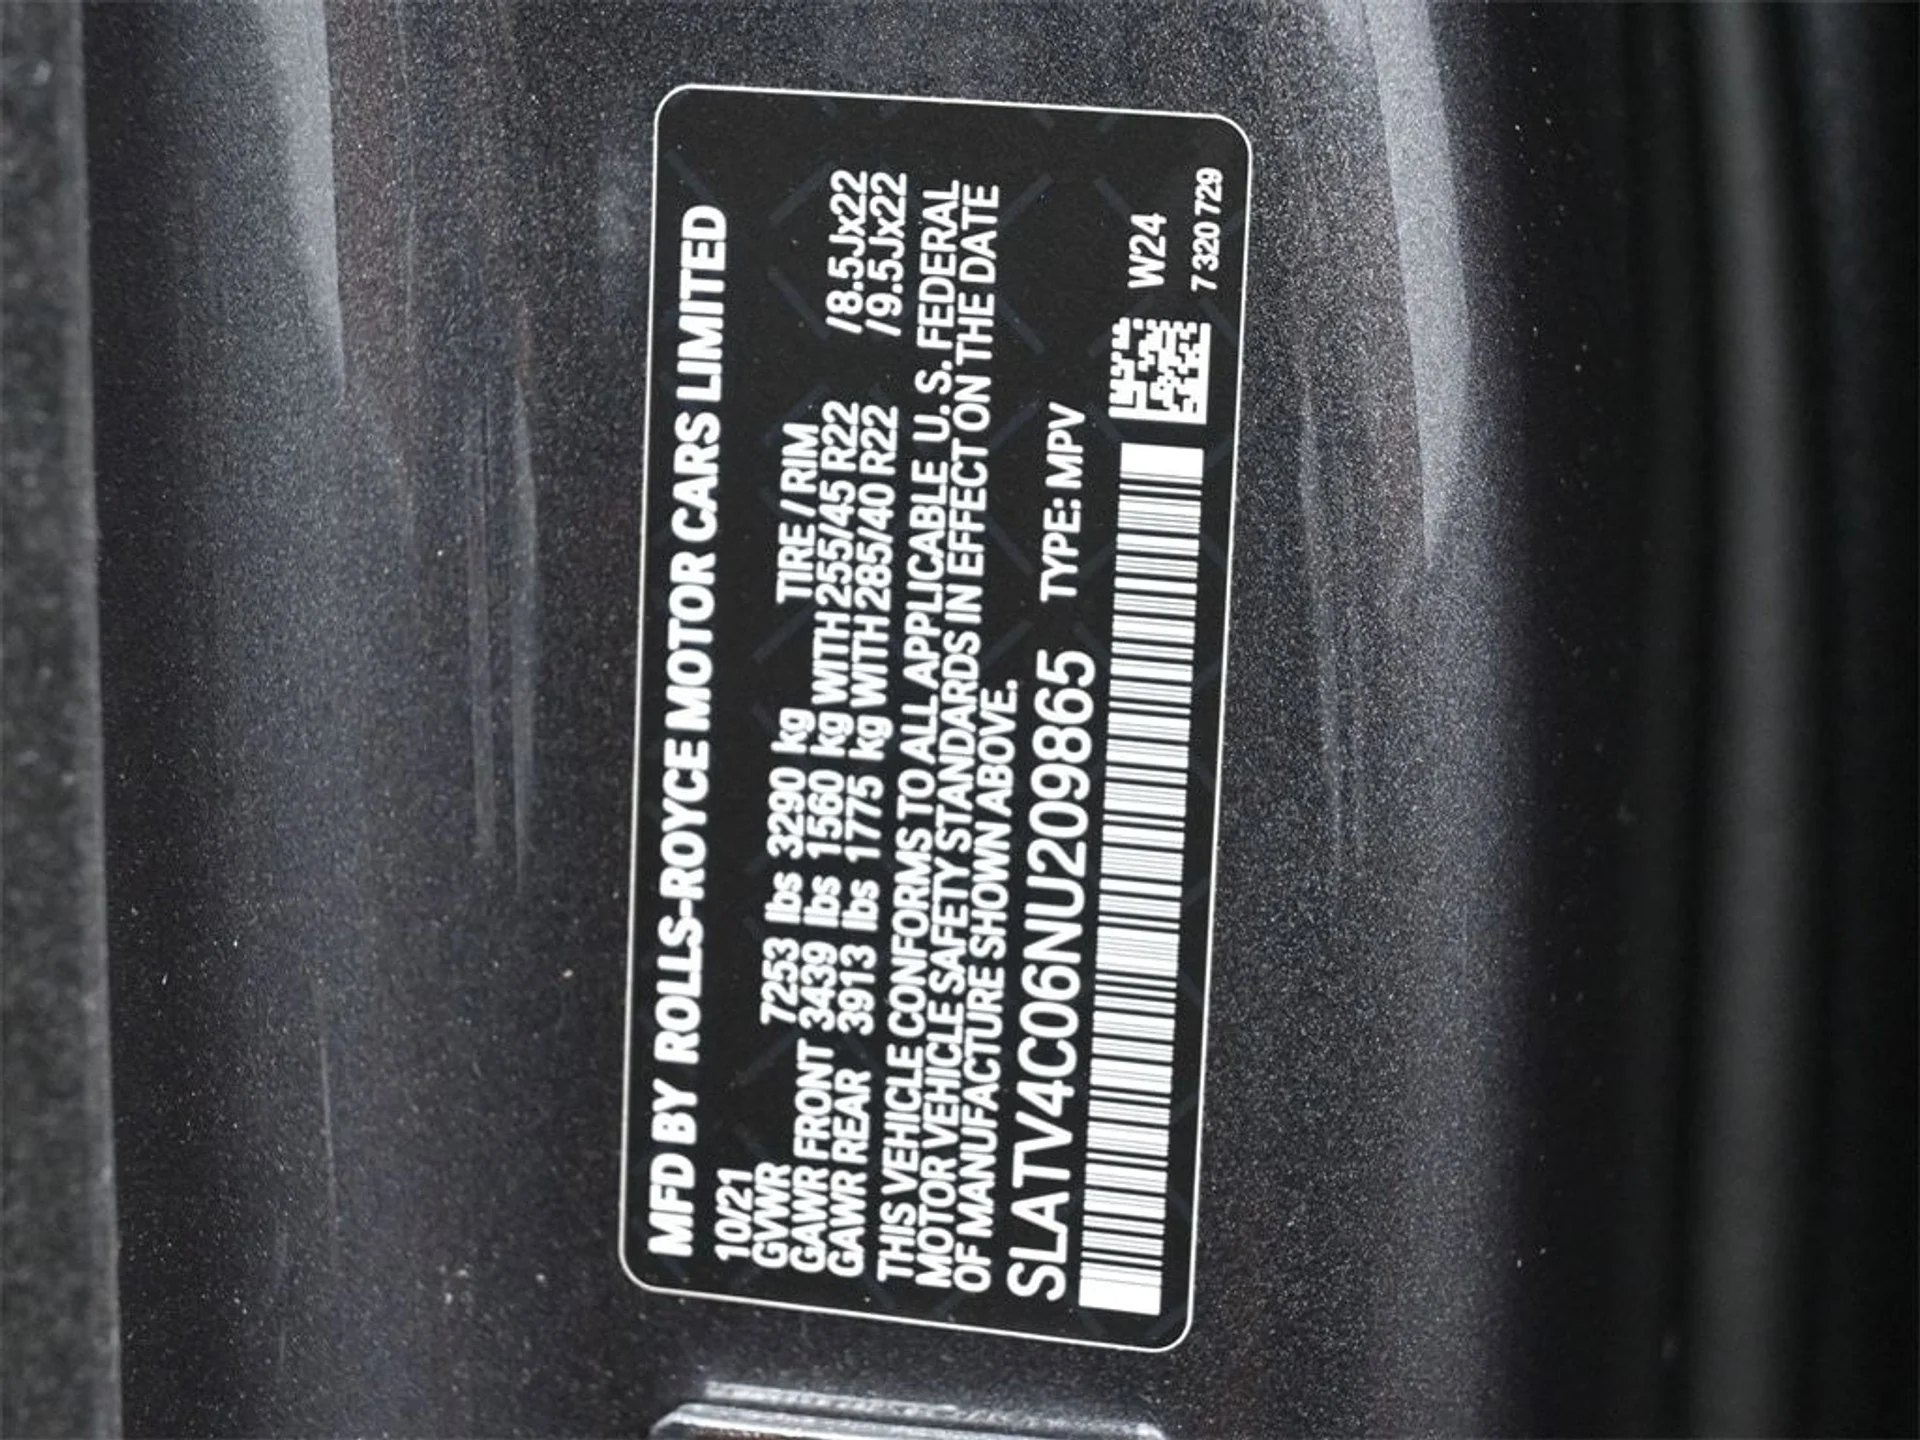 MFD BY ROLLS-ROYCE MOTOR CARS LIMITED
10/21 TIRE / RIM
GVWR 7253 lbs 3290 kg
GAWR FRONT 3439 lbs 1560 kg WITH 255/45 R22 /8.5Jx22
GAWR REAR 3913 lbs 1775 kg WITH 285/40 R22 /9.5Jx22
THIS VEHICLE CONFORMS TO ALL APPLICABLE U. S. FEDERAL
MOTOR VEHICLE SAFETY STANDARDS IN EFFECT ON THE DATE
OF MANUFACTURE SHOWN ABOVE.
SLATV4C06NU209865 TYPE: MPV
W24
7 320 729